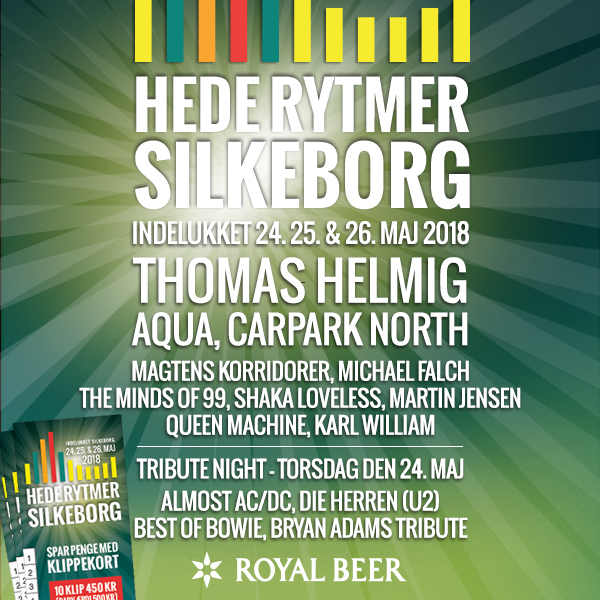 HEDE RYTMER
SILKEBORG
INDELUKKET 24. 25. & 26. MAJ 2018
THOMAS HELMIG
AQUA, CARPARK NORTH
MAGTENS KORRIDORER, MICHAEL FALCH
THE MINDS OF 99, SHAKA LOVELESS, MARTIN JENSEN
QUEEN MACHINE, KARL WILLIAM
TRIBUTE NIGHT - TORSDAG DEN 24. MAJ
ALMOST AC/DC, DIE HERREN (U2)
BEST OF BOWIE, BRYAN ADAMS TRIBUTE
ROYAL BEER
INDELUKKET SILKEBORG
24. 25. & 26. MAJ
2018
HEDE RYTMER
SILKEBORG
SPAR PENGE MED
KLIPPEKORT
10 KLIP 450 KR
1
2
3